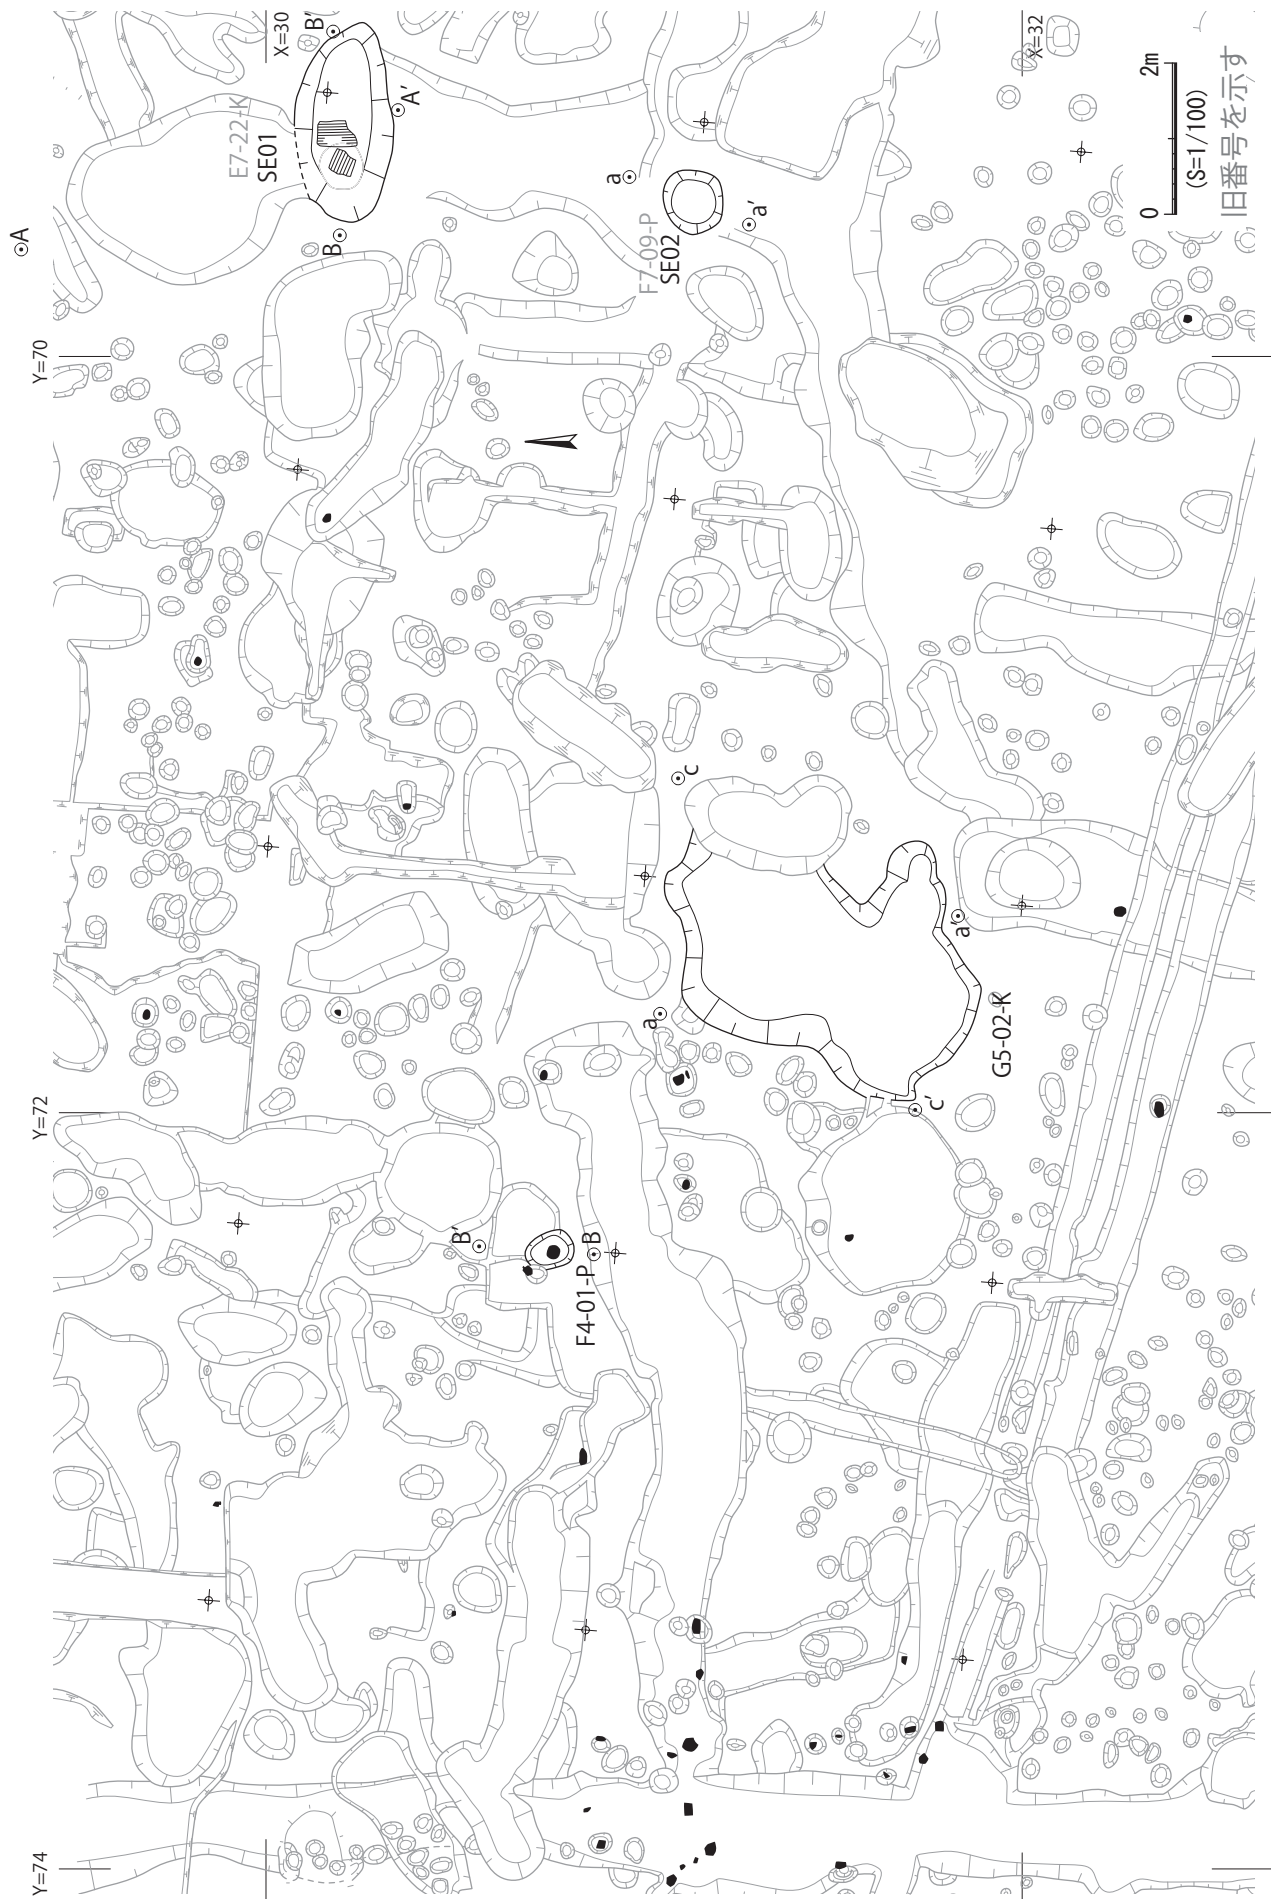 Y=70
Y=72
Y=74
X=30
X=32
A
A'
B
B'
E7-22-K
SE01
a
a'
F7-09-P
SE02
c
a
a'
c'
G5-02-K
B'
B
F4-01-P
0 2m
(S=1/100)
旧番号を示す